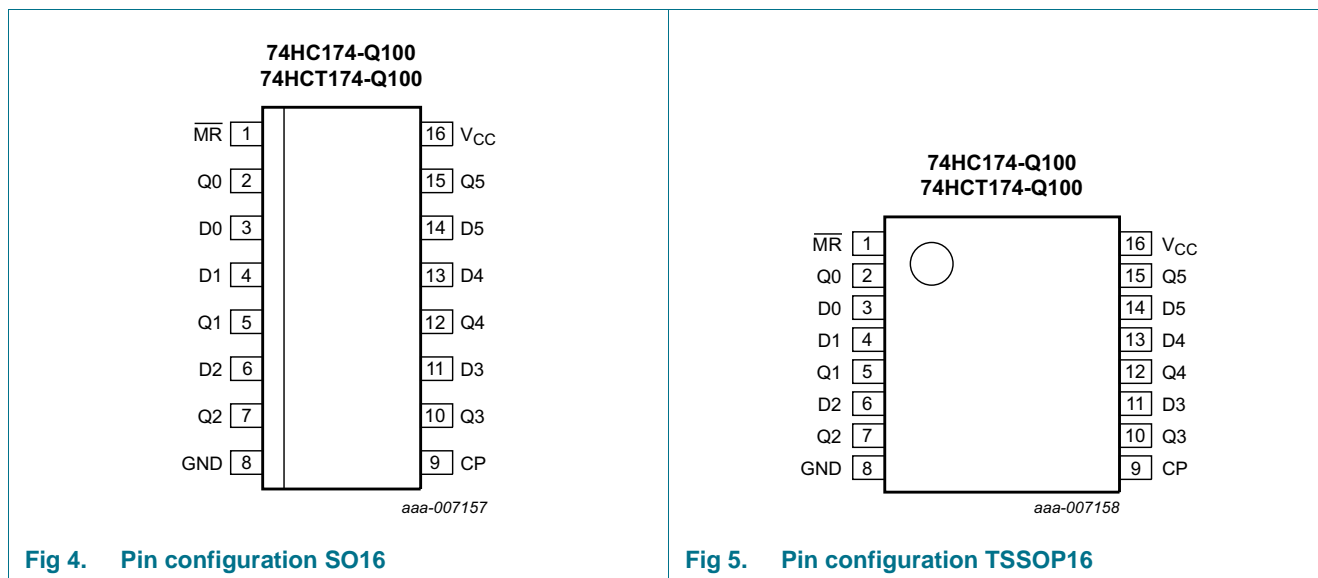 74HC174-Q100
74HCT174-Q100
MR 1 16 VCC
Q0 2 15 Q5
D0 3 14 D5
D1 4 13 D4
Q1 5 12 Q4
D2 6 11 D3
Q2 7 10 Q3
GND 8 9 CP
aaa-007157
Fig 4. Pin configuration SO16
74HC174-Q100
74HCT174-Q100
MR 1 16 VCC
Q0 2 15 Q5
D0 3 14 D5
D1 4 13 D4
Q1 5 12 Q4
D2 6 11 D3
Q2 7 10 Q3
GND 8 9 CP
aaa-007158
Fig 5. Pin configuration TSSOP16